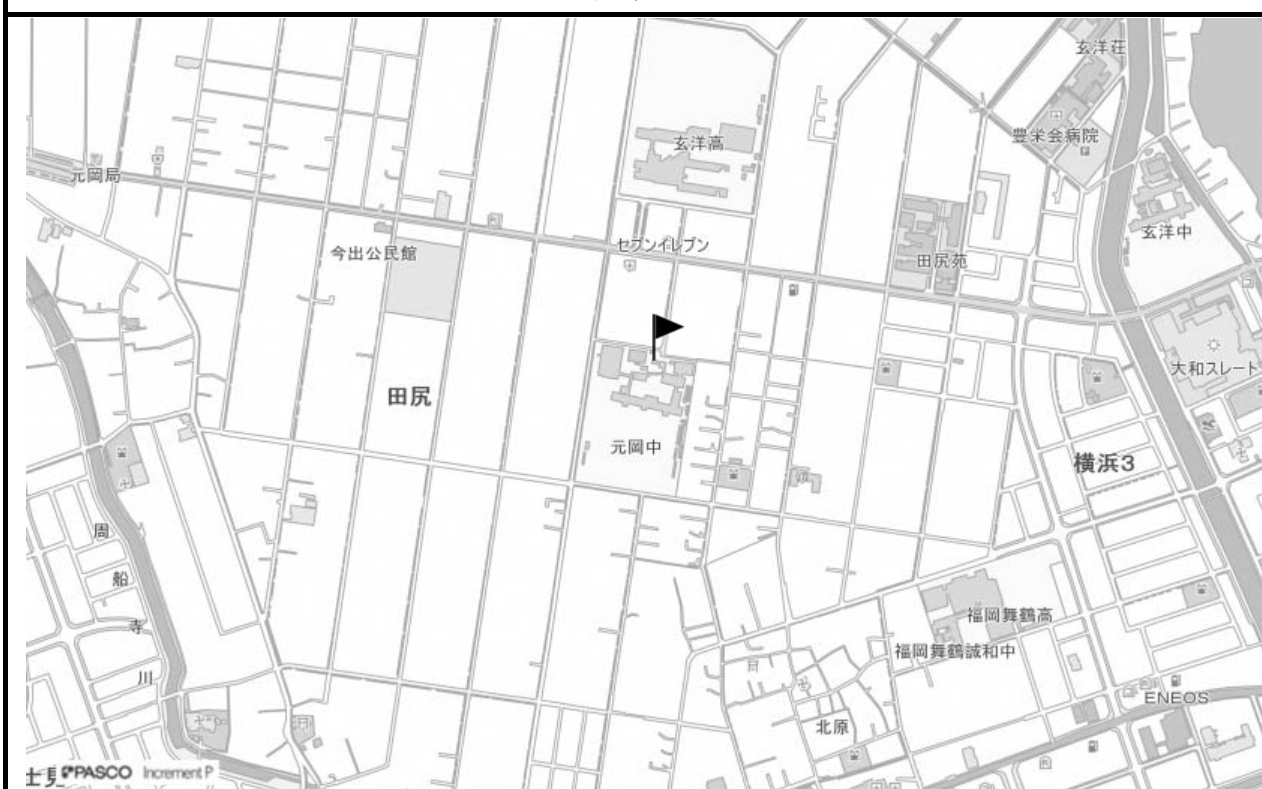 玄洋荘
豊栄会病院
玄洋高
元岡局
玄洋中
セブンイレブン
今出公民館
田尻苑
大和スレート
田尻
元岡中
横浜3
周
船
寺
川
福岡舞鶴高
福岡舞鶴誠和中
ENEOS
北原
PASCO Increment P